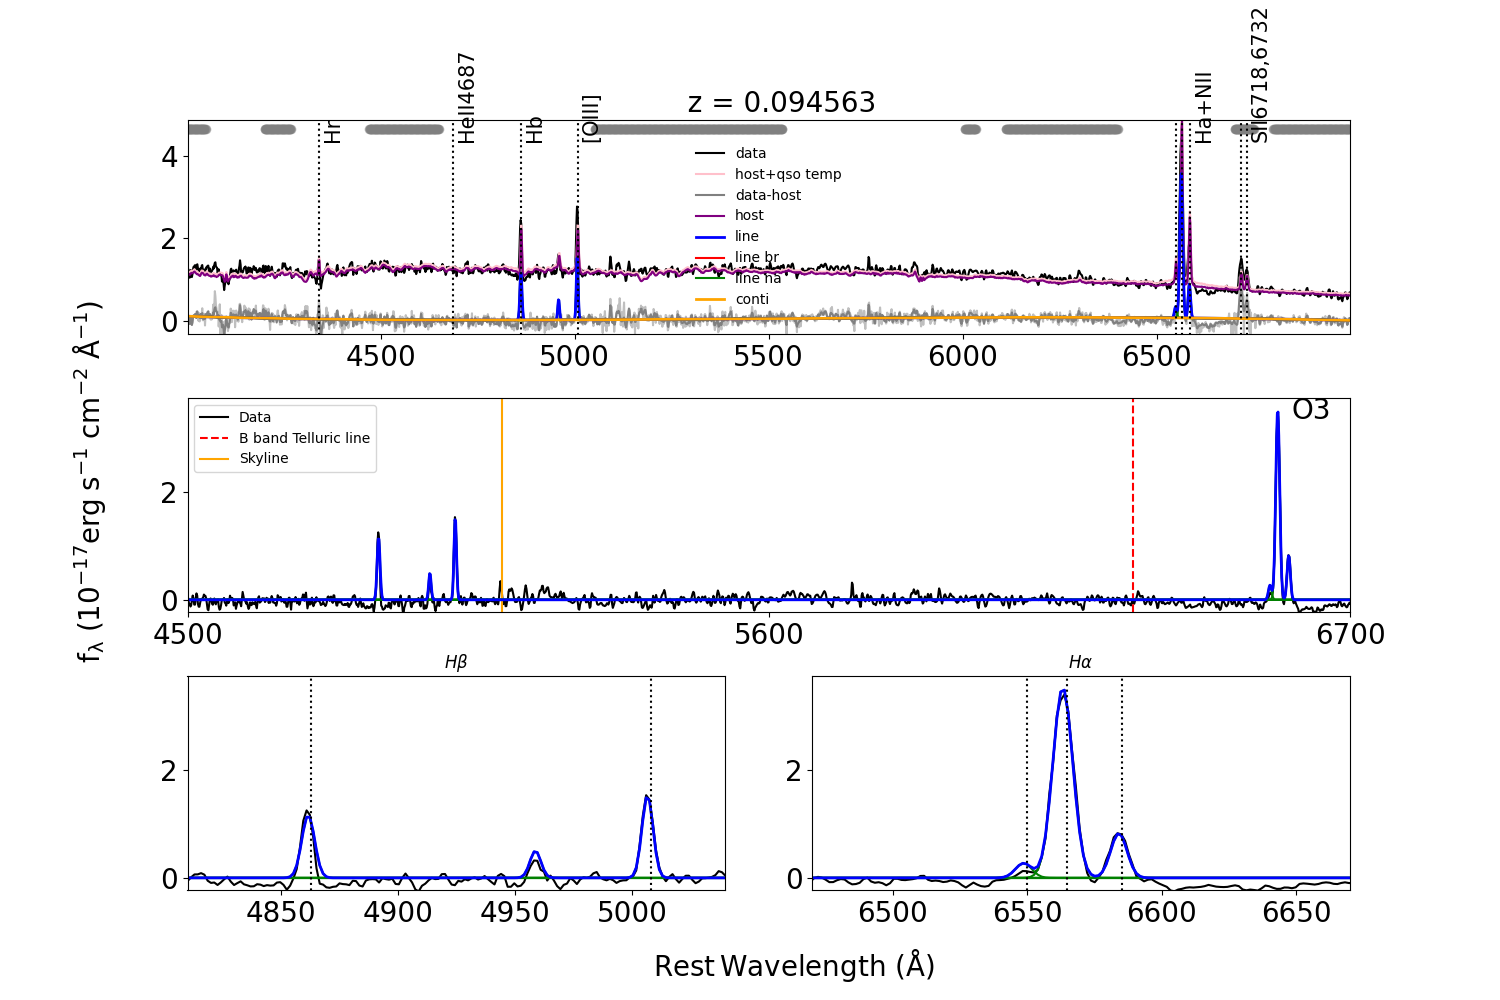 z = 0.094563
Hr
HeII4687
Hb
[OIII]
Ha+NII
SII6718,6732
data
host+qso temp
data-host
host
line
line br
line na
conti
4
2
0
4500 5000 5500 6000 6500
f_λ (10^{-17}erg s^{-1} cm^{-2} Å^{-1})
O3
Data
B band Telluric line
Skyline
2
0
4500 5600 6700
Hβ
2
0
4850 4900 4950 5000
Hα
2
0
6500 6550 6600 6650
Rest Wavelength (Å)